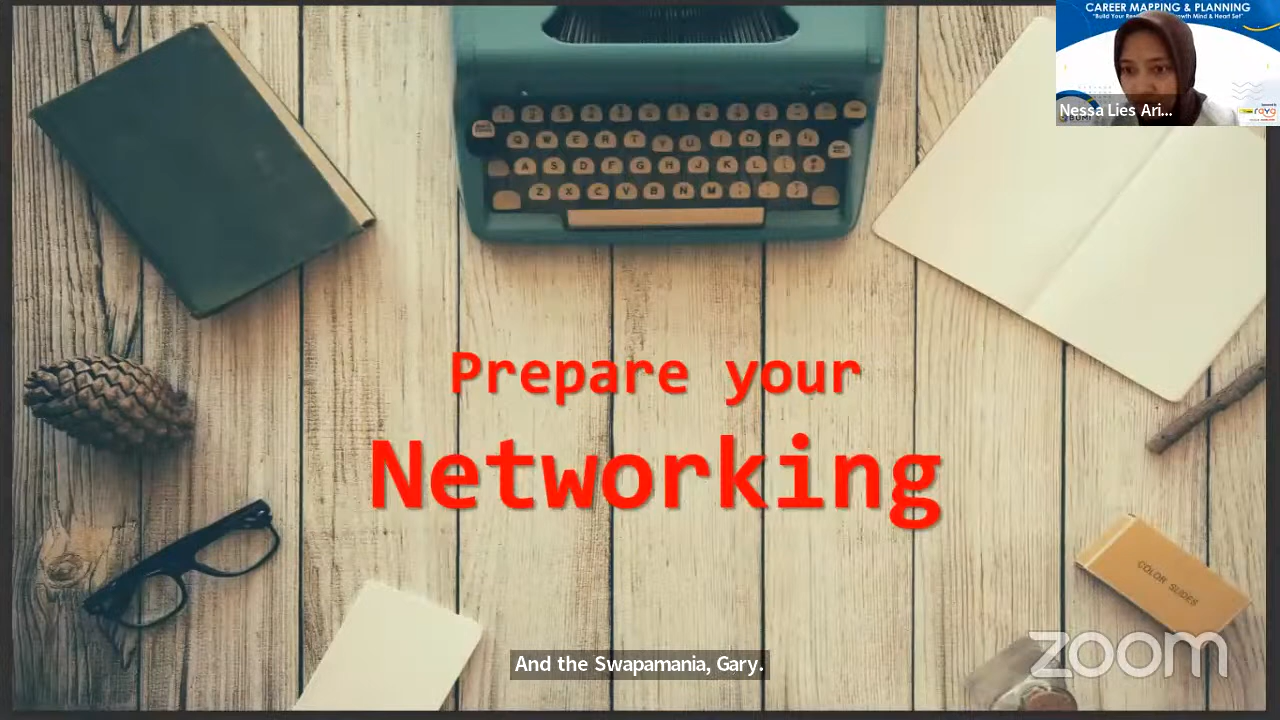 CAREER MAPPING & PLANNING
Nessa Lies Ari...
Prepare your
Networking
COLOR SLIDES
And the Swapamania, Gary.
zoom